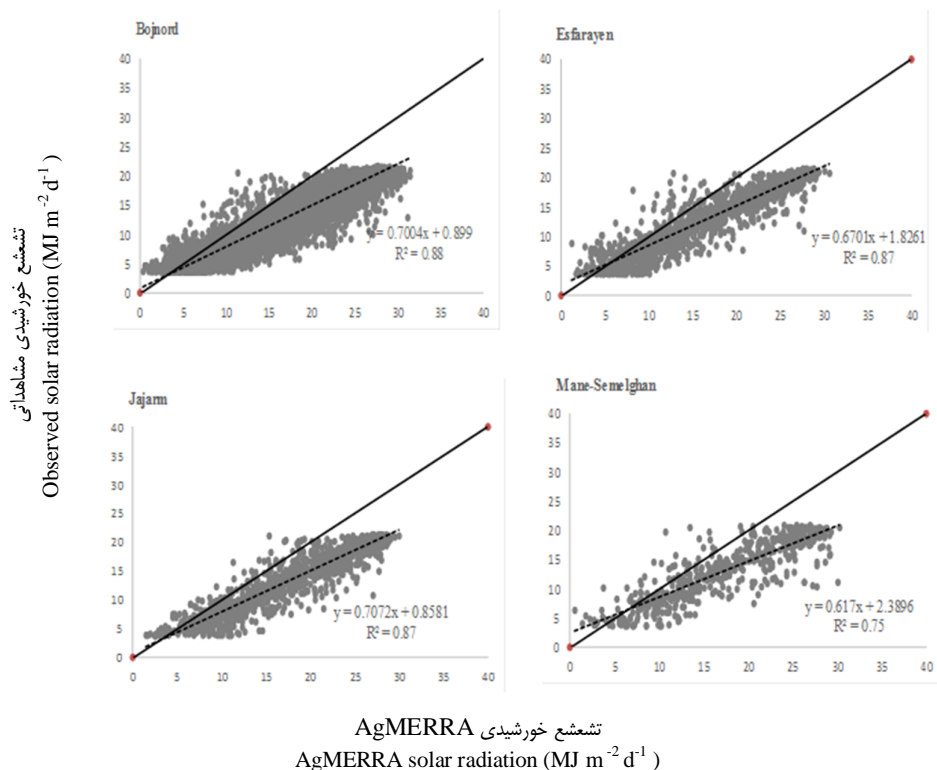 Bojnord
40
35
30
25
20
15
10
5
0
0 5 10 15 20 25 30 35 40
y = 0.7004x + 0.899
R² = 0.88
Esfarayen
40
35
30
25
20
15
10
5
0
0 5 10 15 20 25 30 35 40
y = 0.6701x + 1.8261
R² = 0.87
تشعشع خورشیدی مشاهداتی
Observed solar radiation (MJ m⁻² d⁻¹ )
Jajarm
40
35
30
25
20
15
10
5
0
0 5 10 15 20 25 30 35 40
y = 0.7072x + 0.8581
R² = 0.87
Mane-Semelghan
40
35
30
25
20
15
10
5
0
0 5 10 15 20 25 30 35 40
y = 0.617x + 2.3896
R² = 0.75
تشعشع خورشیدی AgMERRA
AgMERRA solar radiation (MJ m⁻² d⁻¹ )